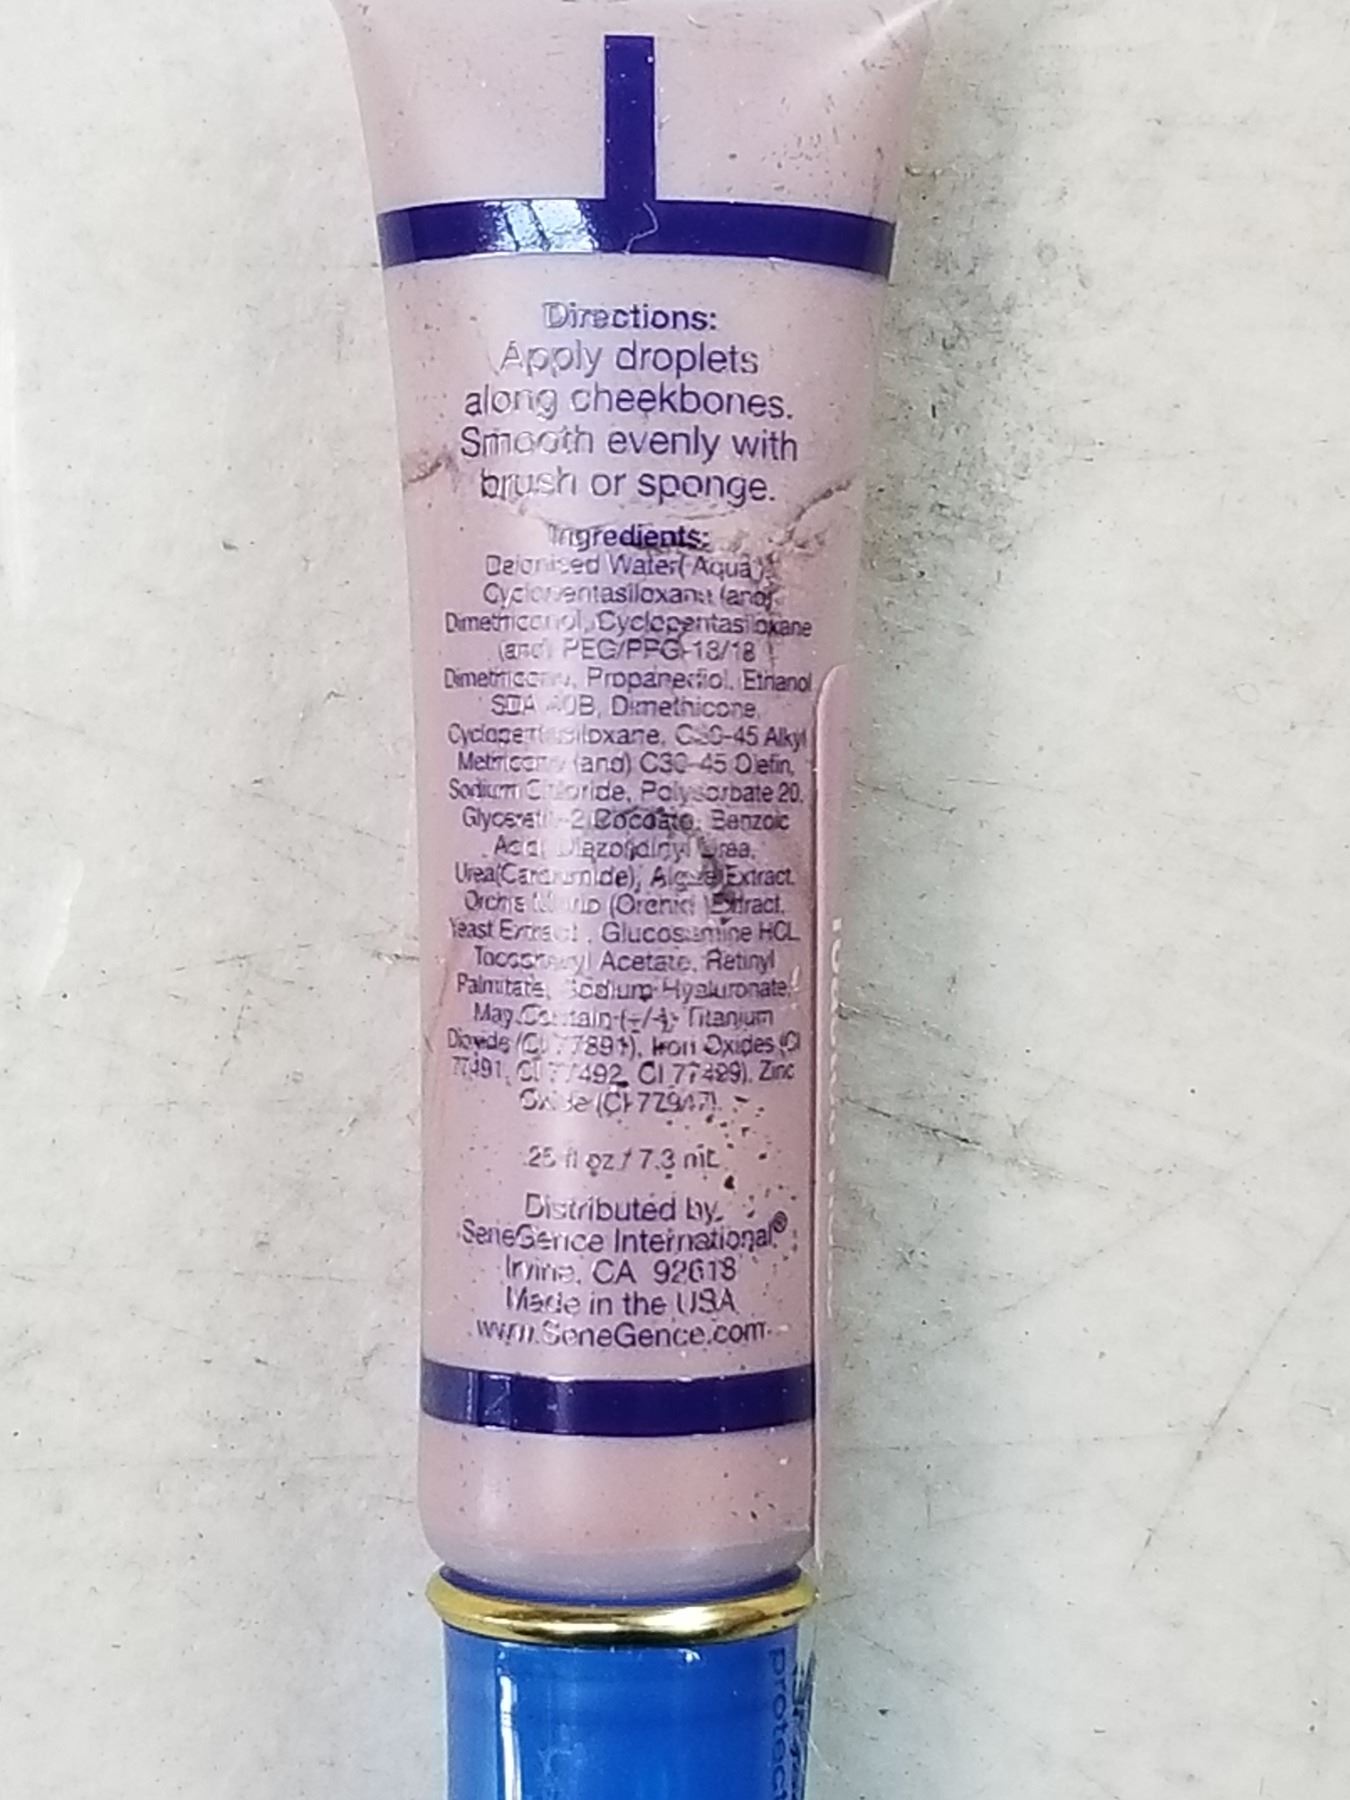 Directions:
Apply droplets
along cheekbones.
Smooth evenly with
brush or sponge.
Ingredients:
Deionised Water(Aqua),
Cyclopentasiloxane (and)
Dimethiconol, Cyclopentasiloxane
(and) PEG/PPG-18/18
Dimethicone, Propanediol, Ethanol
SDA 40B, Dimethicone,
Cyclopentasiloxane, C30-45 Alkyl
Methicone (and) C30-45 Olefin,
Sodium Chloride, Polysorbate 20,
Glycereth-2 Cocoate, Benzoic
Acid, Diazolidinyl Urea,
Urea(Carbamide), Algae Extract,
Orchis (Orchid) Extract,
Yeast Extract, Glucosamine HCL,
Tocopheryl Acetate, Retinyl
Palmitate, Sodium Hyaluronate,
May Contain (+/-): Titanium
Dioxide (CI 77891), Iron Oxides (CI
77491, CI 77492, CI 77499), Zinc
Oxide (CI 77947).
.25 fl oz / 7.3 mL
Distributed by
SeneGence International®
Irvine, CA 92618
Made in the USA
www.SeneGence.com